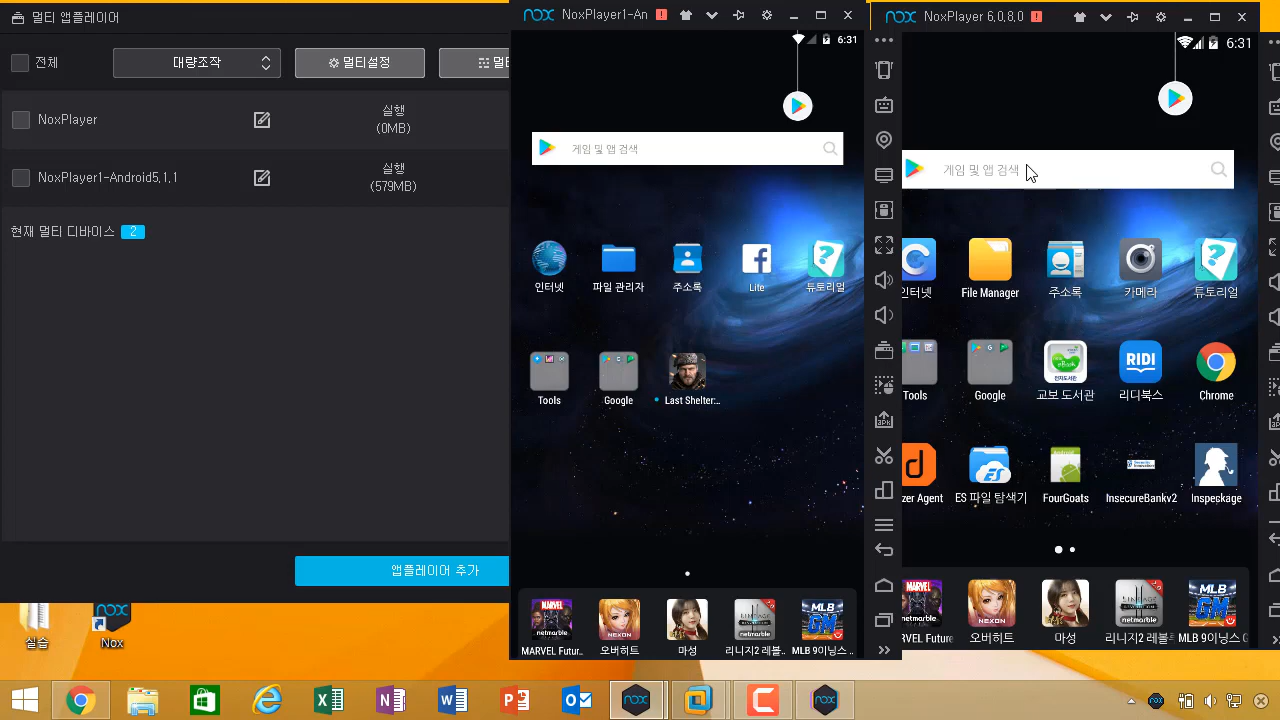 멀티 앱플레이어
전체
대량조작
멀티설정
멀티
NoxPlayer
실행
(0MB)
NoxPlayer1-Android5,1,1
실행
(579MB)
현재 멀티 디바이스 2
앱플레이어 추가
실습
Nox
nox NoxPlayer1-An
6:31
게임 및 앱 검색
인터넷
파일 관리자
주소록
Lite
튜토리얼
Tools
Google
Last Shelter:..
MARVEL Futur..
오버히트
마성
리니지2 레볼..
MLB 9이닝스 ..
nox NoxPlayer 6,0,8,0
6:31
게임 및 앱 검색
인터넷
File Manager
주소록
카메라
튜토리얼
Tools
Google
교보 도서관
리디북스
Chrome
zer Agent
ES 파일 탐색기
FourGoats
InsecureBankv2
Inspeckage
RVEL Future
오버히트
마성
리니지2 레볼
MLB 9이닝스 G